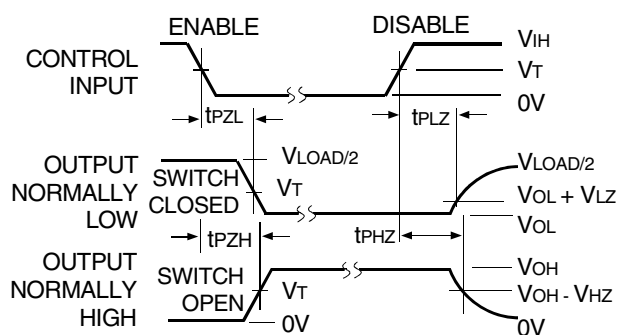 ENABLE
DISABLE
CONTROL
INPUT
VIH
VT
0V
tPZL
tPLZ
OUTPUT
NORMALLY
LOW
SWITCH
CLOSED
VLOAD/2
VT
VLOAD/2
VOL + VLZ
VOL
tPZH
tPHZ
OUTPUT
NORMALLY
HIGH
SWITCH
OPEN
VT
0V
VOH
VOH - VHZ
0V